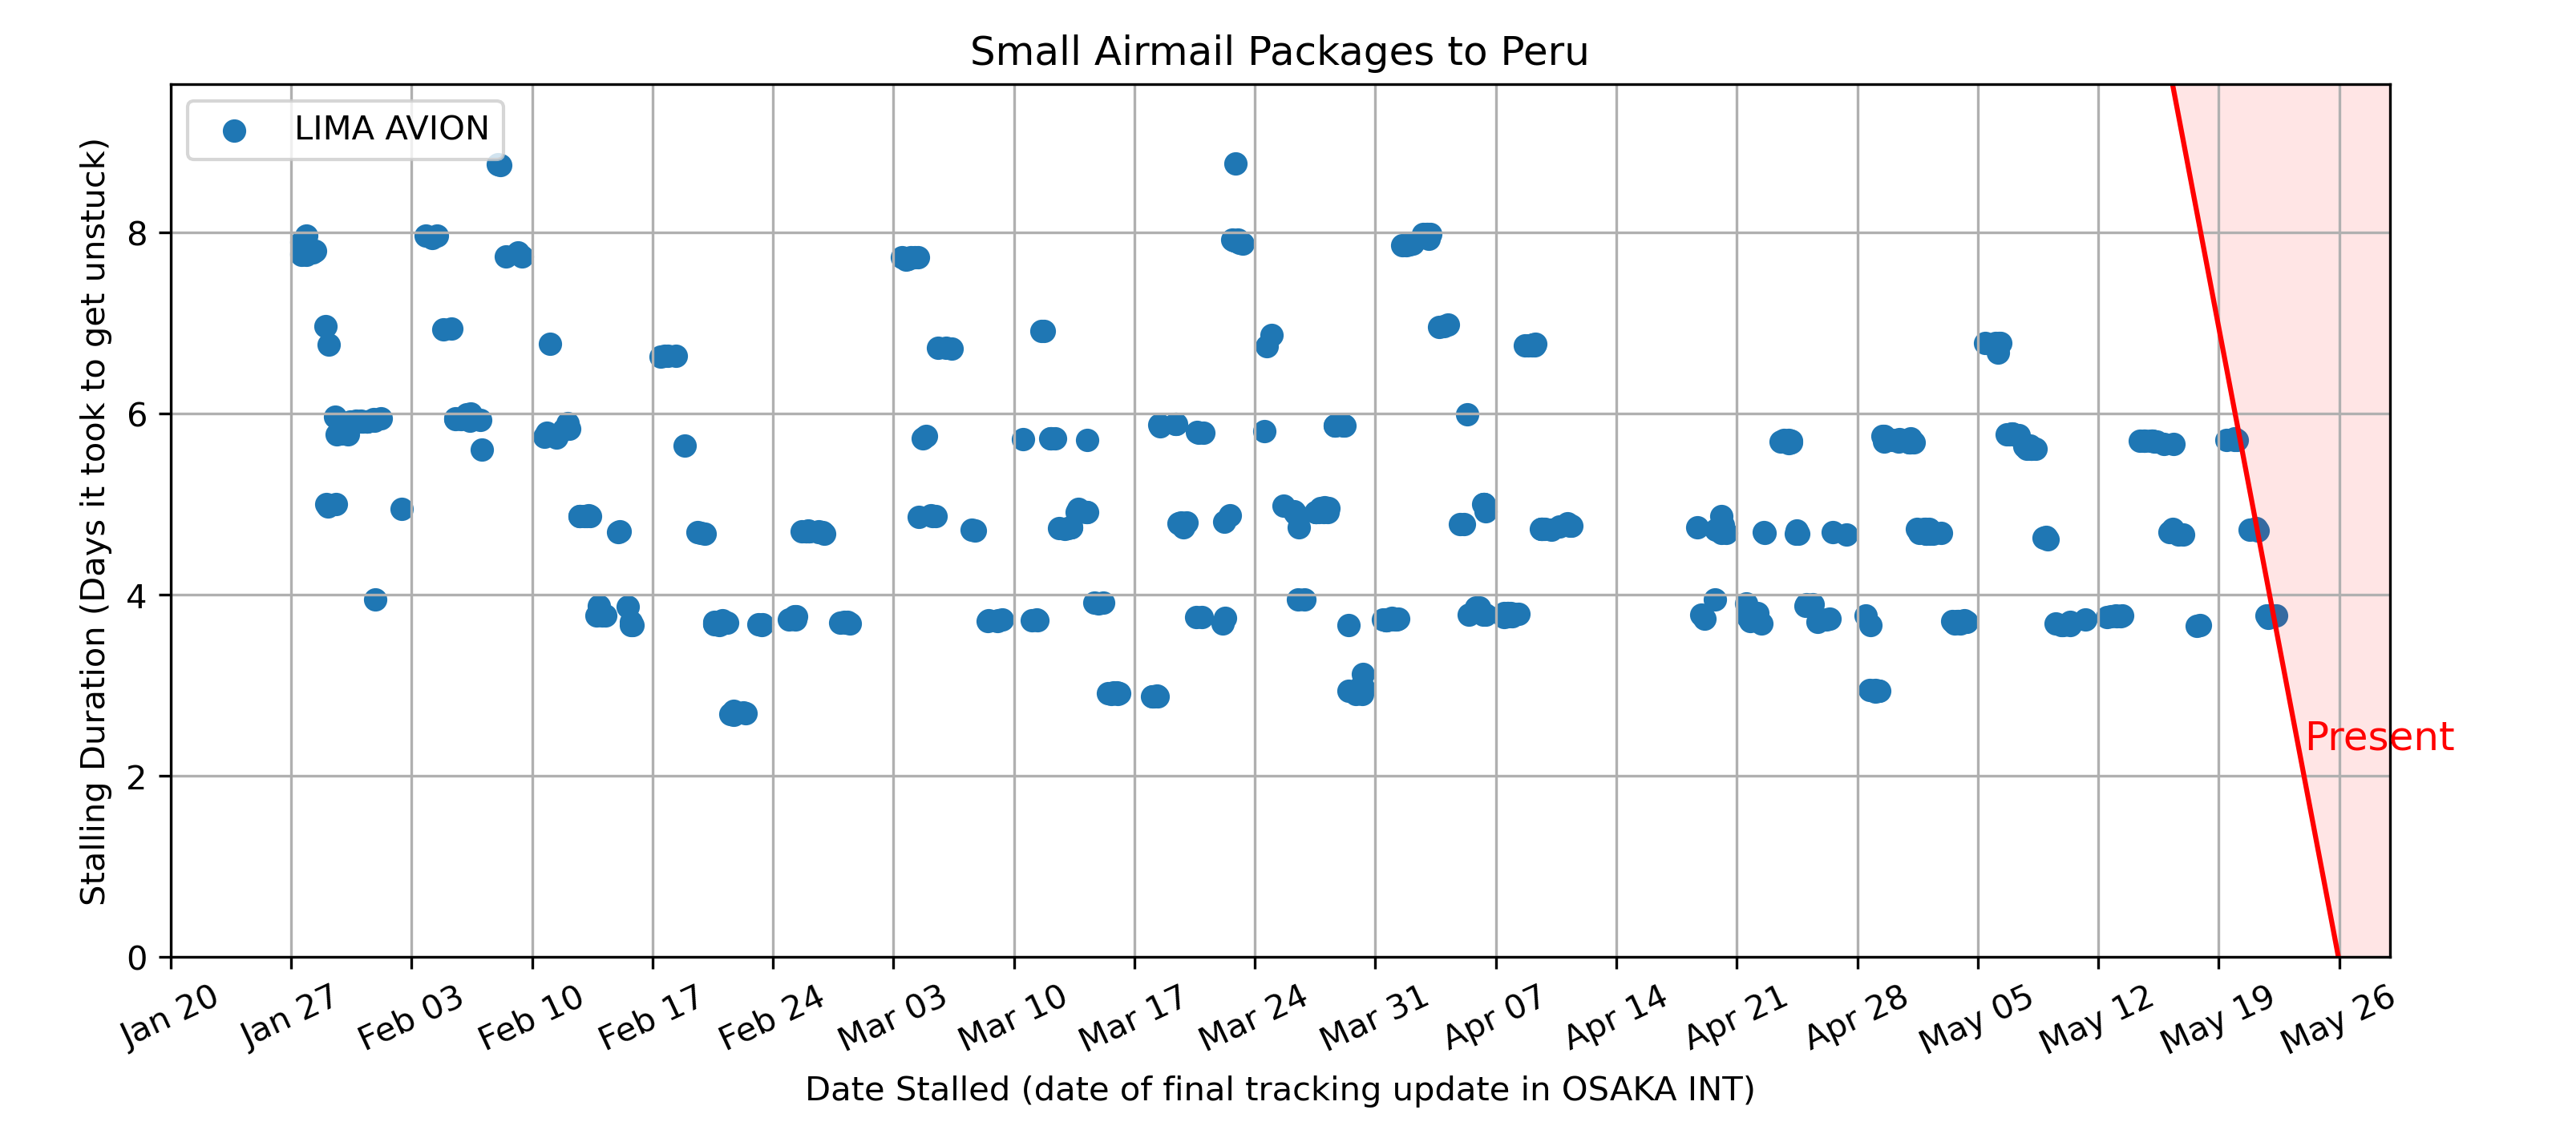 Small Airmail Packages to Peru
LIMA AVION
Stalling Duration (Days it took to get unstuck)
8
6
4
2
0
Present
Jan 20
Jan 27
Feb 03
Feb 10
Feb 17
Feb 24
Mar 03
Mar 10
Mar 17
Mar 24
Mar 31
Apr 07
Apr 14
Apr 21
Apr 28
May 05
May 12
May 19
May 26
Date Stalled (date of final tracking update in OSAKA INT)